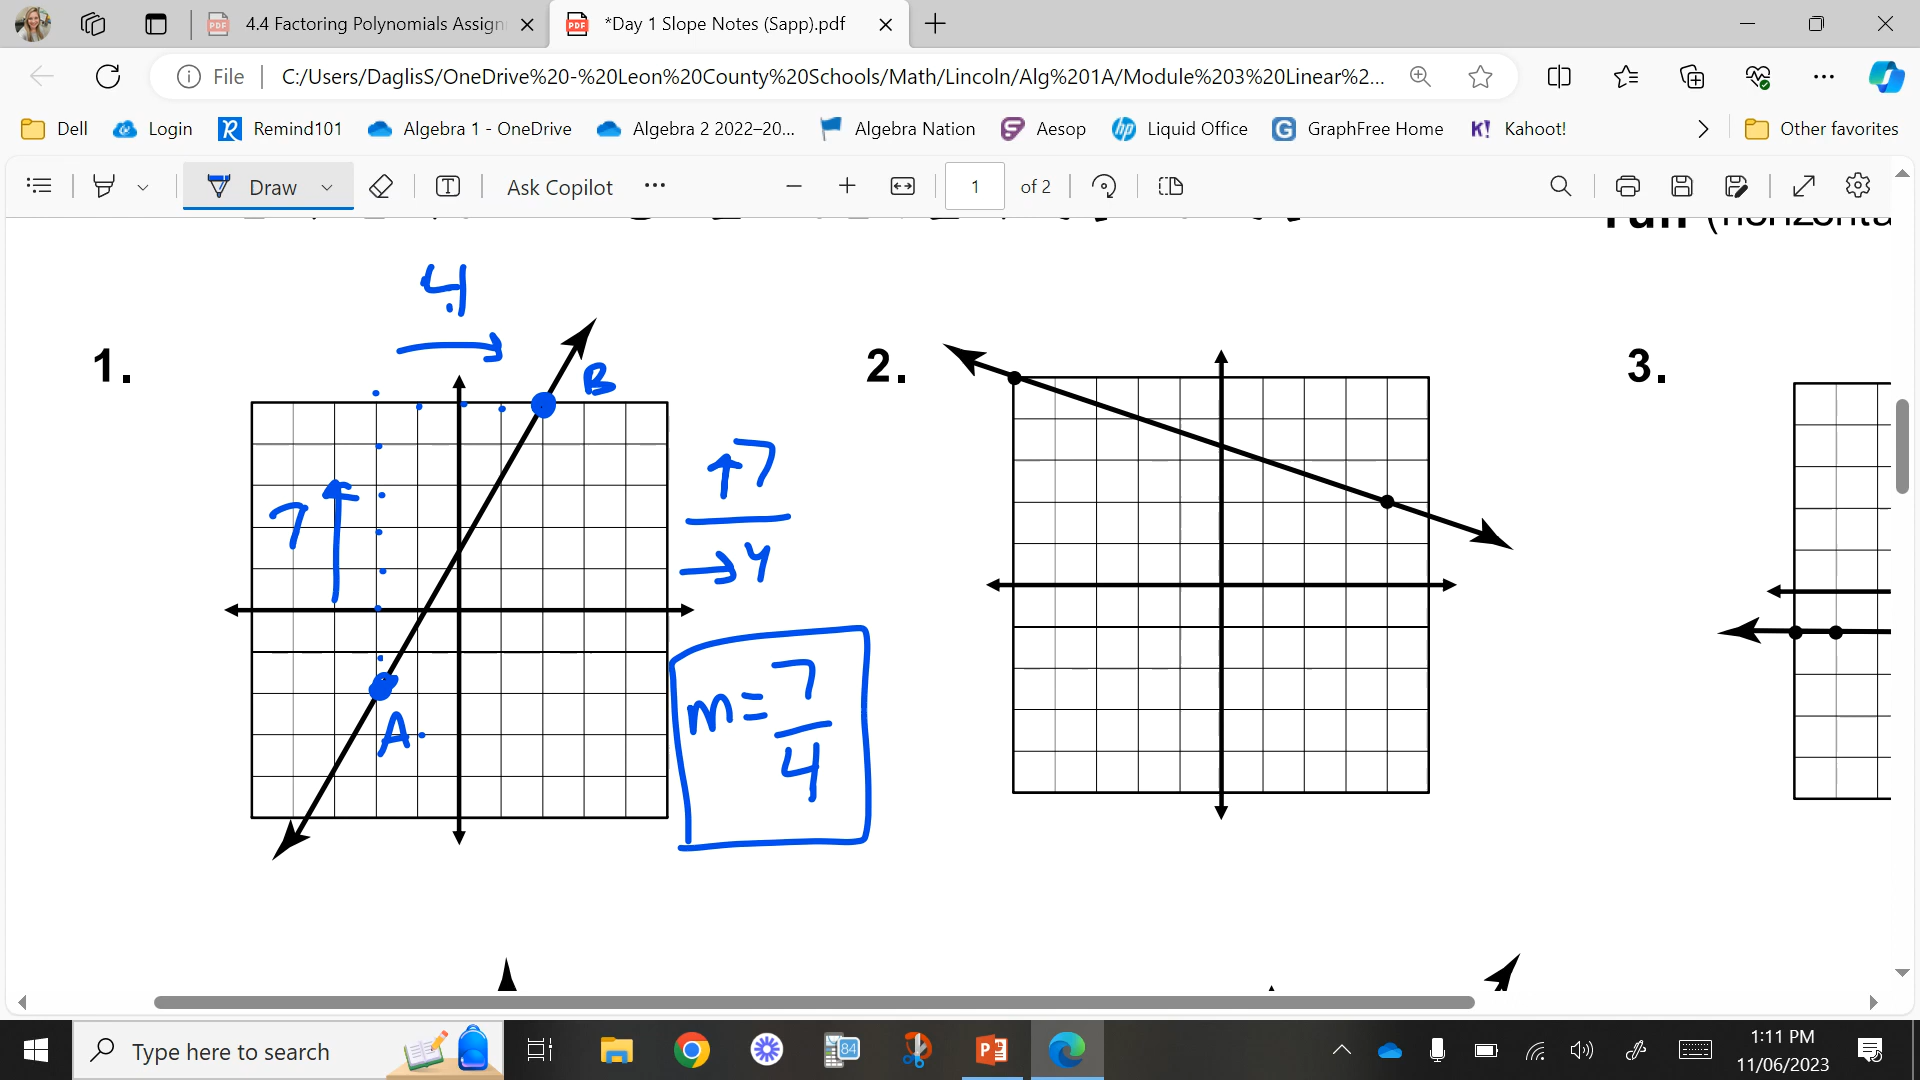 4.4 Factoring Polynomials Assign
*Day 1 Slope Notes (Sapp).pdf
File
C:/Users/DaglisS/OneDrive%20-%20Leon%20County%20Schools/Math/Lincoln/Alg%201A/Module%203%20Linear%2...
Dell
Login
Remind101
Algebra 1 - OneDrive
Algebra 2 2022–20...
Algebra Nation
Aesop
Liquid Office
GraphFree Home
K! Kahoot!
Other favorites
Draw
Ask Copilot
1 of 2
run (horizonta
4
1.
B
2.
3.
↑7
7
→4
m = 7/4
A
Type here to search
84
1:11 PM
11/06/2023